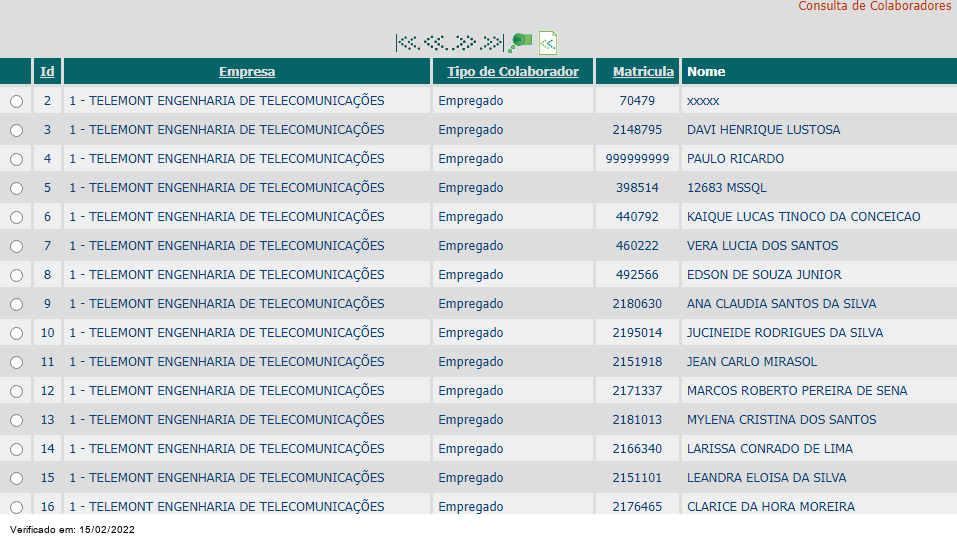 Consulta de Colaboradores
Id Empresa Tipo de Colaborador Matricula Nome
2 1 - TELEMONT ENGENHARIA DE TELECOMUNICAÇÕES Empregado 70479 xxxxx
3 1 - TELEMONT ENGENHARIA DE TELECOMUNICAÇÕES Empregado 2148795 DAVI HENRIQUE LUSTOSA
4 1 - TELEMONT ENGENHARIA DE TELECOMUNICAÇÕES Empregado 999999999 PAULO RICARDO
5 1 - TELEMONT ENGENHARIA DE TELECOMUNICAÇÕES Empregado 398514 12683 MSSQL
6 1 - TELEMONT ENGENHARIA DE TELECOMUNICAÇÕES Empregado 440792 KAIQUE LUCAS TINOCO DA CONCEICAO
7 1 - TELEMONT ENGENHARIA DE TELECOMUNICAÇÕES Empregado 460222 VERA LUCIA DOS SANTOS
8 1 - TELEMONT ENGENHARIA DE TELECOMUNICAÇÕES Empregado 492566 EDSON DE SOUZA JUNIOR
9 1 - TELEMONT ENGENHARIA DE TELECOMUNICAÇÕES Empregado 2180630 ANA CLAUDIA SANTOS DA SILVA
10 1 - TELEMONT ENGENHARIA DE TELECOMUNICAÇÕES Empregado 2195014 JUCINEIDE RODRIGUES DA SILVA
11 1 - TELEMONT ENGENHARIA DE TELECOMUNICAÇÕES Empregado 2151918 JEAN CARLO MIRASOL
12 1 - TELEMONT ENGENHARIA DE TELECOMUNICAÇÕES Empregado 2171337 MARCOS ROBERTO PEREIRA DE SENA
13 1 - TELEMONT ENGENHARIA DE TELECOMUNICAÇÕES Empregado 2181013 MYLENA CRISTINA DOS SANTOS
14 1 - TELEMONT ENGENHARIA DE TELECOMUNICAÇÕES Empregado 2166340 LARISSA CONRADO DE LIMA
15 1 - TELEMONT ENGENHARIA DE TELECOMUNICAÇÕES Empregado 2151101 LEANDRA ELOISA DA SILVA
16 1 - TELEMONT ENGENHARIA DE TELECOMUNICAÇÕES Empregado 2176465 CLARICE DA HORA MOREIRA
Verificado em: 15/02/2022